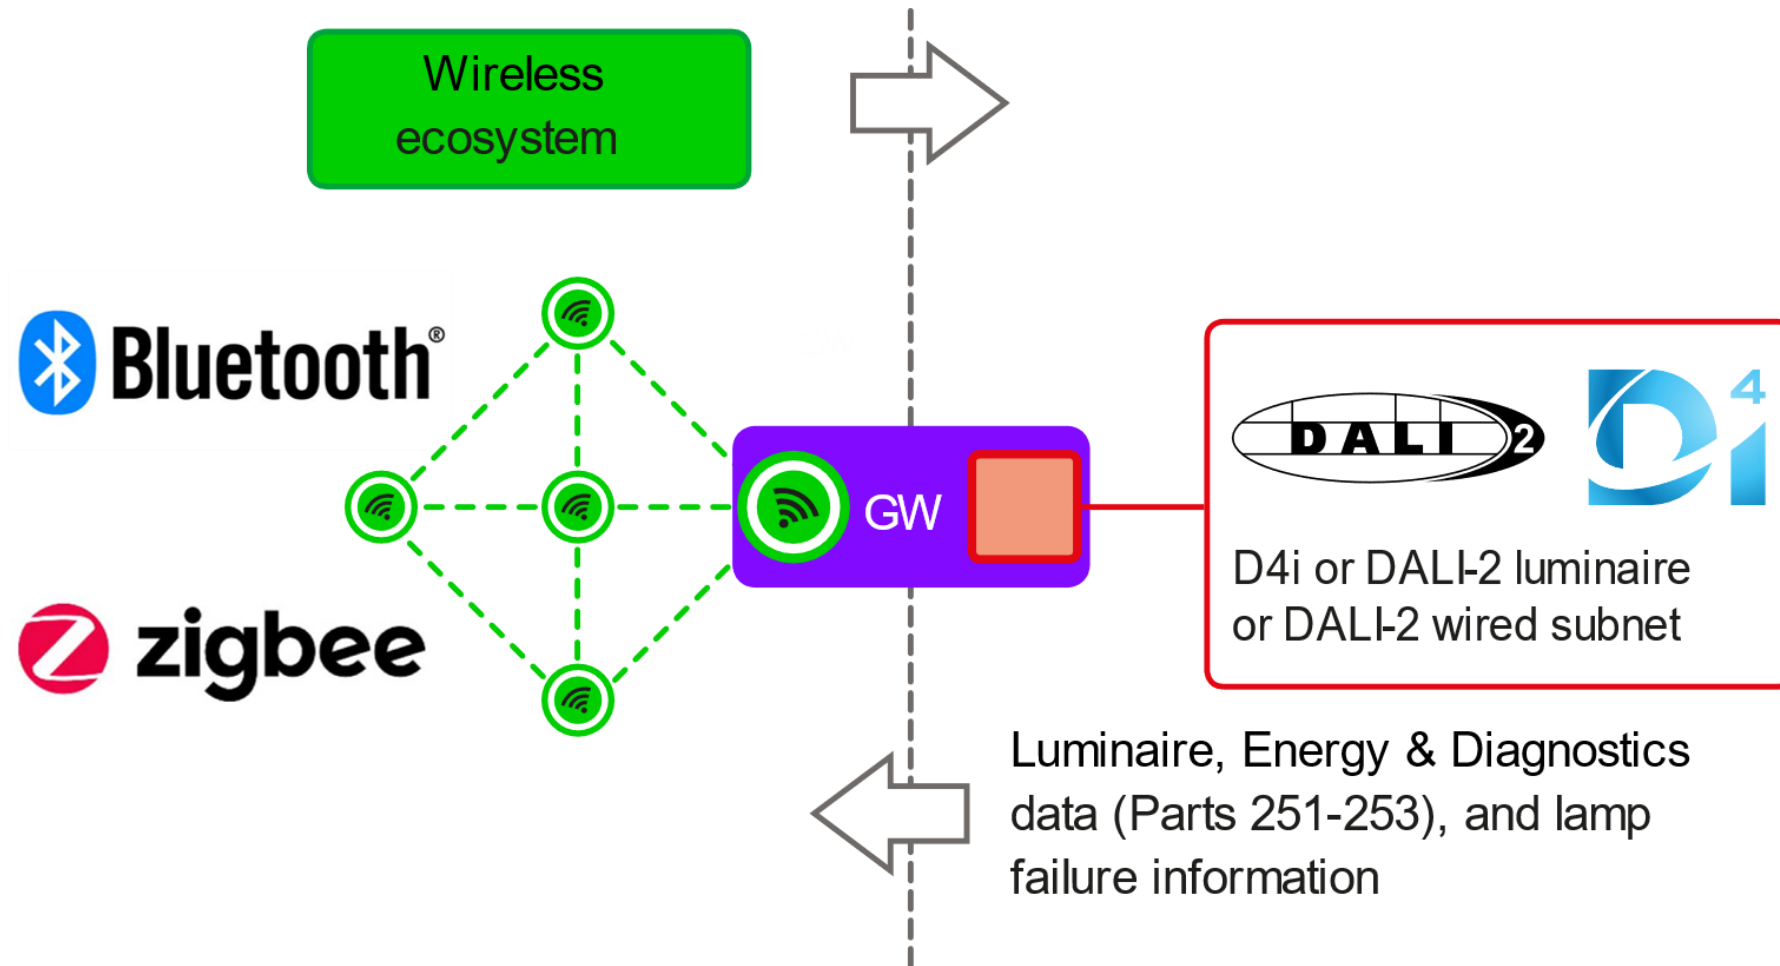 Wireless
ecosystem
Bluetooth®
zigbee
GW
DALI 2
D4i
D4i or DALI-2 luminaire
or DALI-2 wired subnet
Luminaire, Energy & Diagnostics
data (Parts 251-253), and lamp
failure information